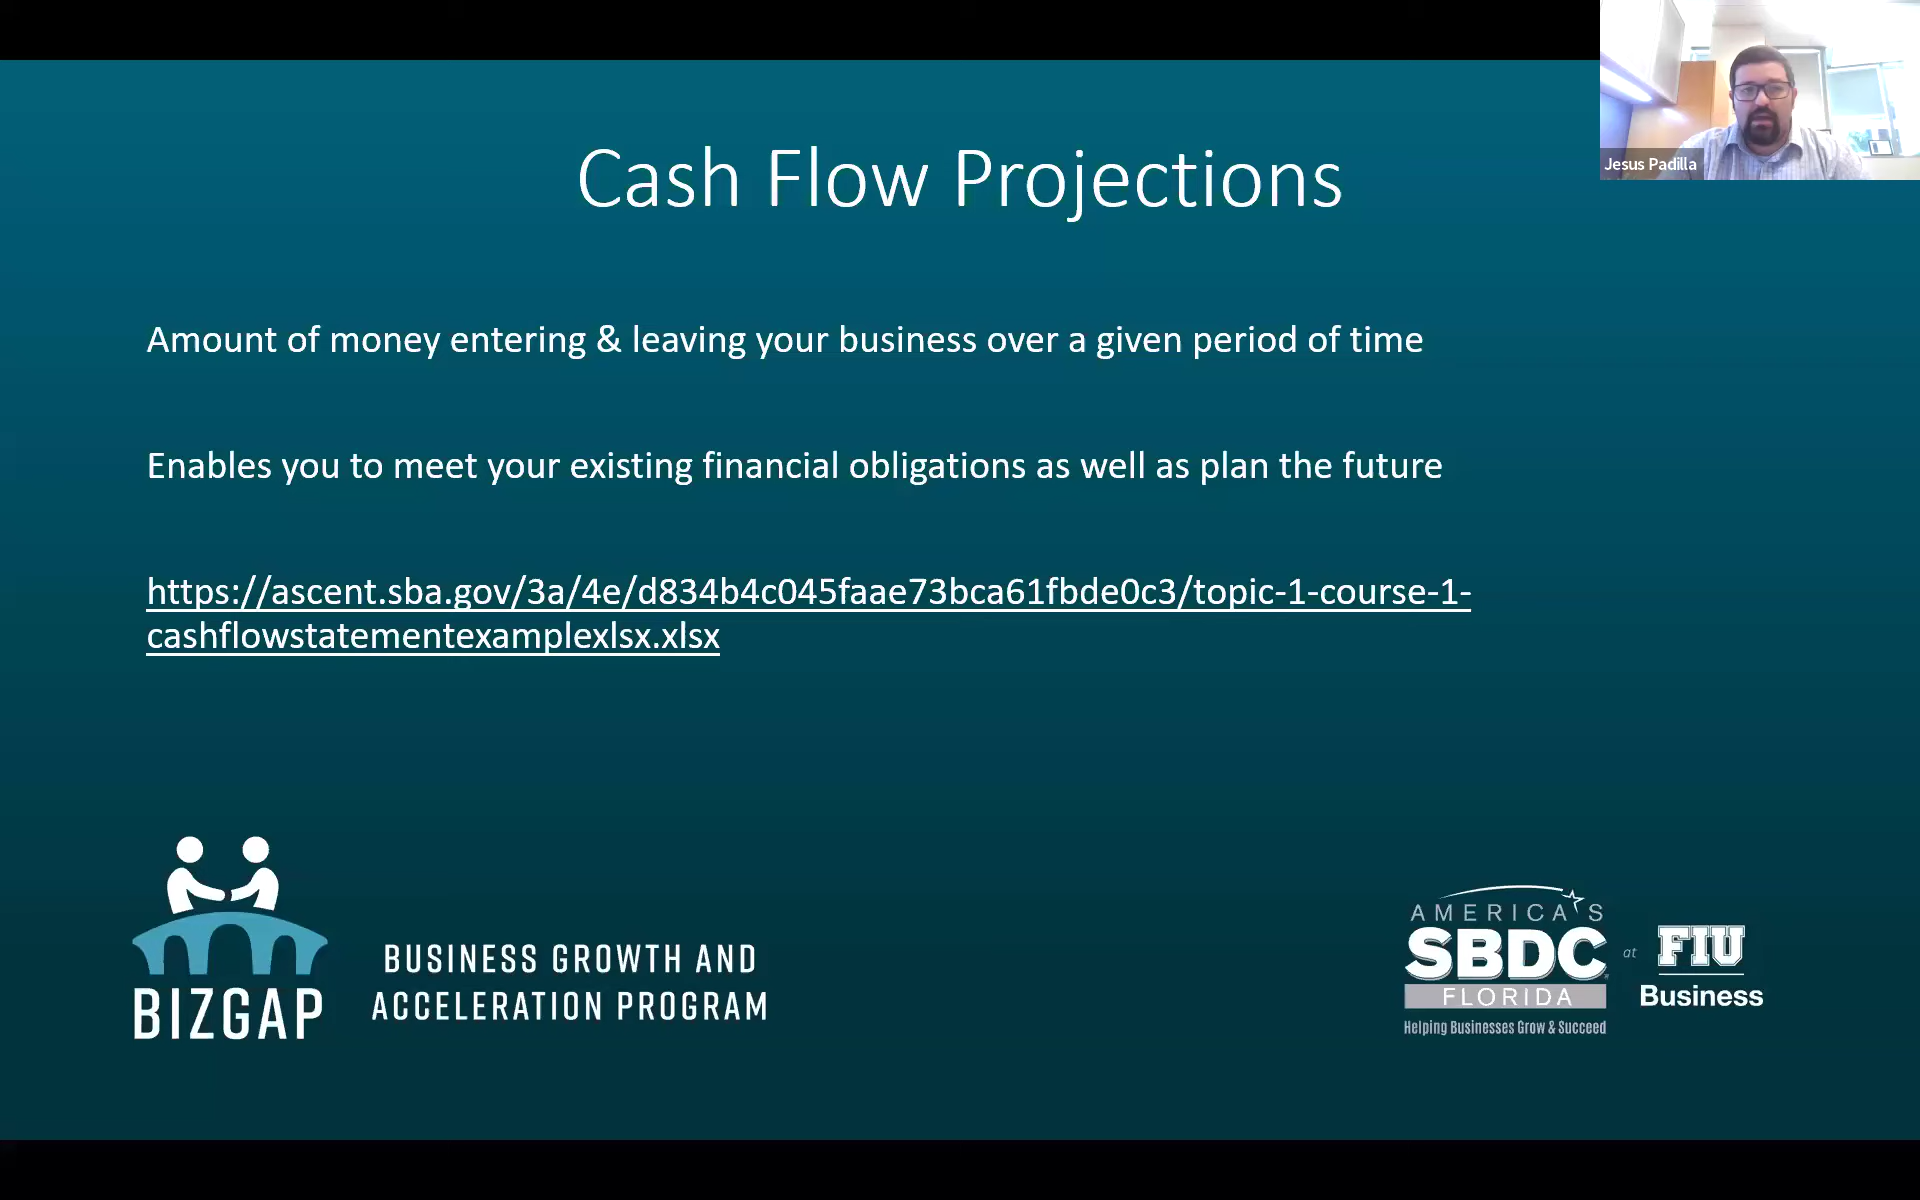 Jesus Padilla
Cash Flow Projections
Amount of money entering & leaving your business over a given period of time
Enables you to meet your existing financial obligations as well as plan the future
https://ascent.sba.gov/3a/4e/d834b4c045faae73bca61fbde0c3/topic-1-course-1-
cashflowstatementexamplexlsx.xlsx
BIZGAP
BUSINESS GROWTH AND
ACCELERATION PROGRAM
AMERICA'S
SBDC
FLORIDA
Helping Businesses Grow & Succeed
at
FIU
Business